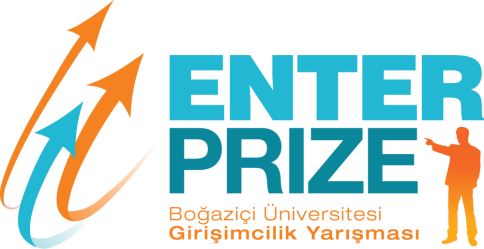 ENTER
PRIZE
Boğaziçi Üniversitesi
Girişimcilik Yarışması